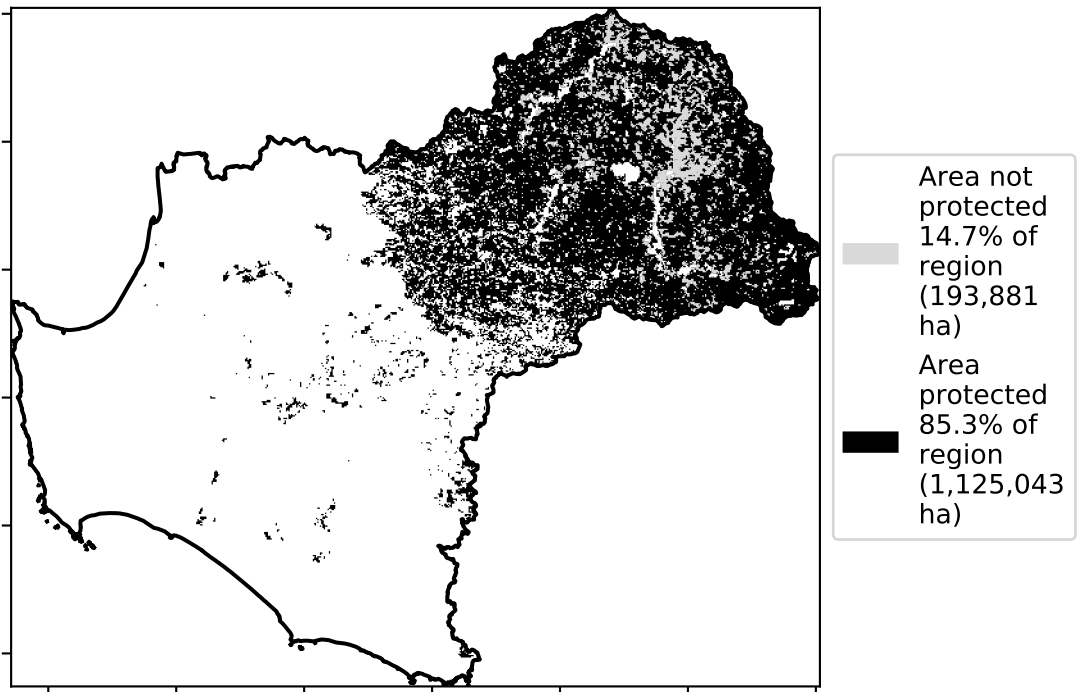 Area not
protected
14.7% of
region
(193,881
ha)
Area
protected
85.3% of
region
(1,125,043
ha)